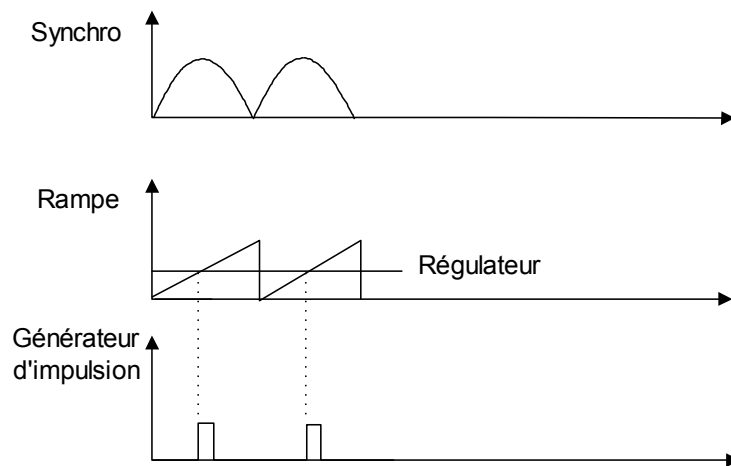 Synchro
Rampe
Régulateur
Générateur
d'impulsion